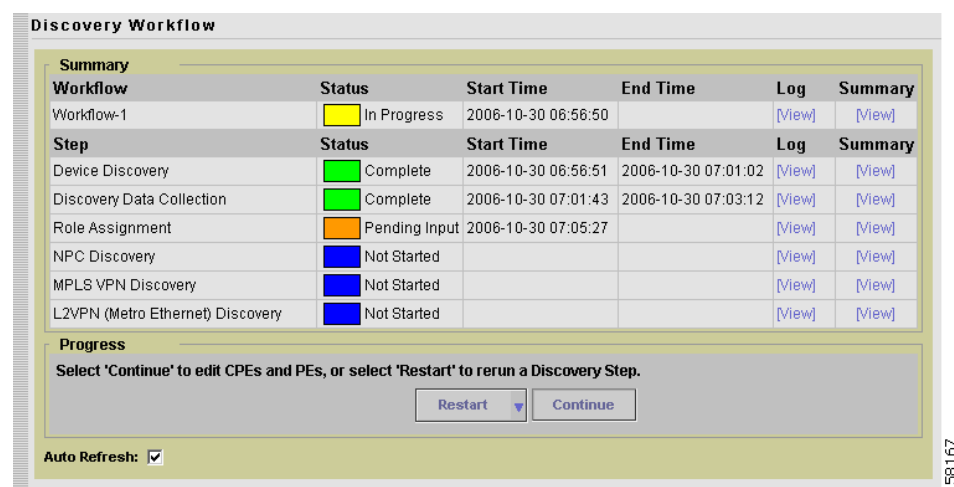 Discovery Workflow
Summary
Workflow Status Start Time End Time Log Summary
Workflow-1 In Progress 2006-10-30 06:56:50 [View] [View]
Step Status Start Time End Time Log Summary
Device Discovery Complete 2006-10-30 06:56:51 2006-10-30 07:01:02 [View] [View]
Discovery Data Collection Complete 2006-10-30 07:01:43 2006-10-30 07:03:12 [View] [View]
Role Assignment Pending Input 2006-10-30 07:05:27 [View] [View]
NPC Discovery Not Started [View] [View]
MPLS VPN Discovery Not Started [View] [View]
L2VPN (Metro Ethernet) Discovery Not Started [View] [View]
Progress
Select 'Continue' to edit CPEs and PEs, or select 'Restart' to rerun a Discovery Step.
Restart Continue
Auto Refresh:
58167